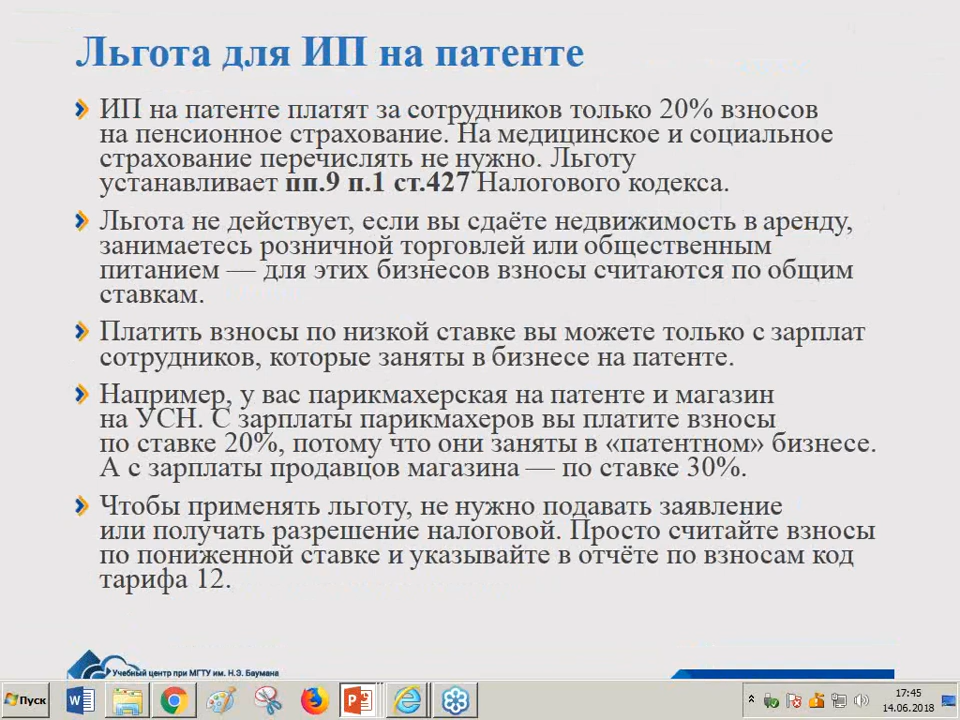 Льгота для ИП на патенте
ИП на патенте платят за сотрудников только 20% взносов
на пенсионное страхование. На медицинское и социальное
страхование перечислять не нужно. Льготу
устанавливает пп.9 п.1 ст.427 Налогового кодекса.
Льгота не действует, если вы сдаёте недвижимость в аренду,
занимаетесь розничной торговлей или общественным
питанием — для этих бизнесов взносы считаются по общим
ставкам.
Платить взносы по низкой ставке вы можете только с зарплат
сотрудников, которые заняты в бизнесе на патенте.
Например, у вас парикмахерская на патенте и магазин
на УСН. С зарплаты парикмахеров вы платите взносы
по ставке 20%, потому что они заняты в «патентном» бизнесе.
А с зарплаты продавцов магазина — по ставке 30%.
Чтобы применять льготу, не нужно подавать заявление
или получать разрешение налоговой. Просто считайте взносы
по пониженной ставке и указывайте в отчёте по взносам код
тарифа 12.
Учебный центр при МГТУ им. Н.Э. Баумана
Пуск
17:45
14.06.2018